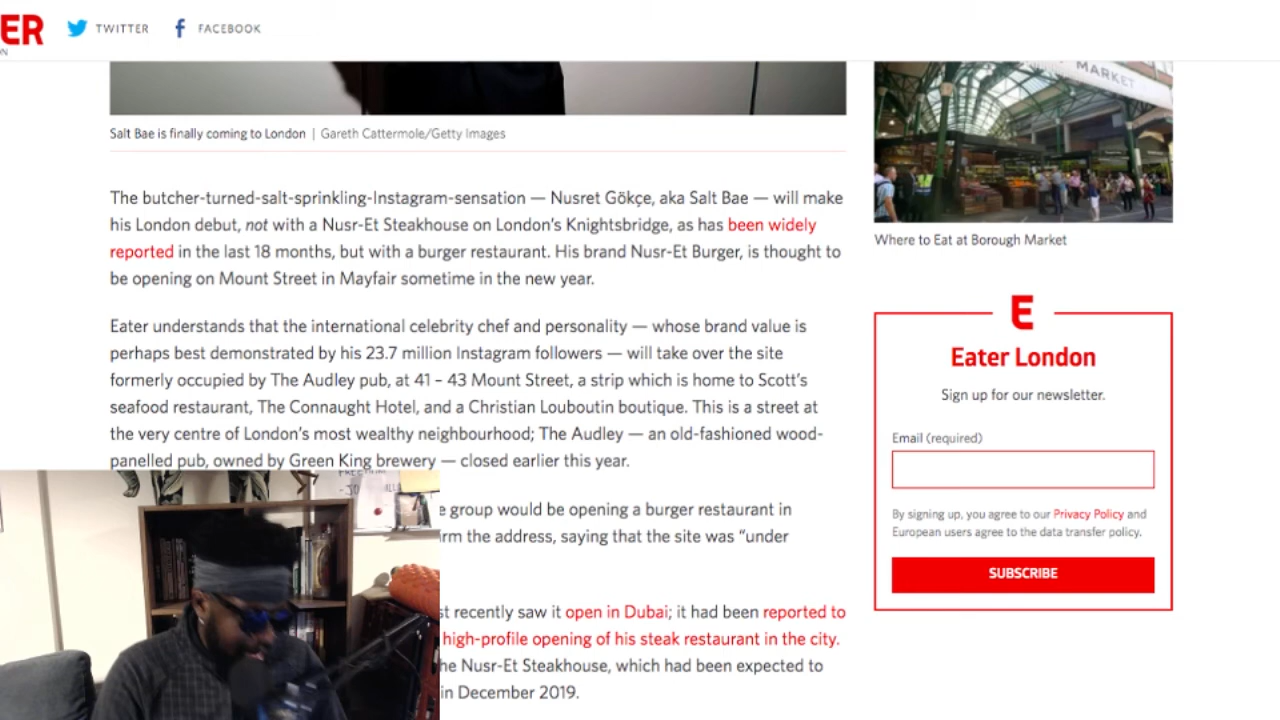 ER
TWITTER
FACEBOOK
Salt Bae is finally coming to London | Gareth Cattermole/Getty Images
The butcher-turned-salt-sprinkling-Instagram-sensation — Nusret Gökçe, aka Salt Bae — will make
his London debut, not with a Nusr-Et Steakhouse on London's Knightsbridge, as has been widely
reported in the last 18 months, but with a burger restaurant. His brand Nusr-Et Burger, is thought to
be opening on Mount Street in Mayfair sometime in the new year.
Eater understands that the international celebrity chef and personality — whose brand value is
perhaps best demonstrated by his 23.7 million Instagram followers — will take over the site
formerly occupied by The Audley pub, at 41 – 43 Mount Street, a strip which is home to Scott's
seafood restaurant, The Connaught Hotel, and a Christian Louboutin boutique. This is a street at
the very centre of London's most wealthy neighbourhood; The Audley — an old-fashioned wood-
panelled pub, owned by Green King brewery — closed earlier this year.
e group would be opening a burger restaurant in
rm the address, saying that the site was “under
st recently saw it open in Dubai; it had been reported to
high-profile opening of his steak restaurant in the city.
he Nusr-Et Steakhouse, which had been expected to
in December 2019.
MARKET
Where to Eat at Borough Market
E
Eater London
Sign up for our newsletter.
Email (required)
By signing up, you agree to our Privacy Policy and
European users agree to the data transfer policy.
SUBSCRIBE